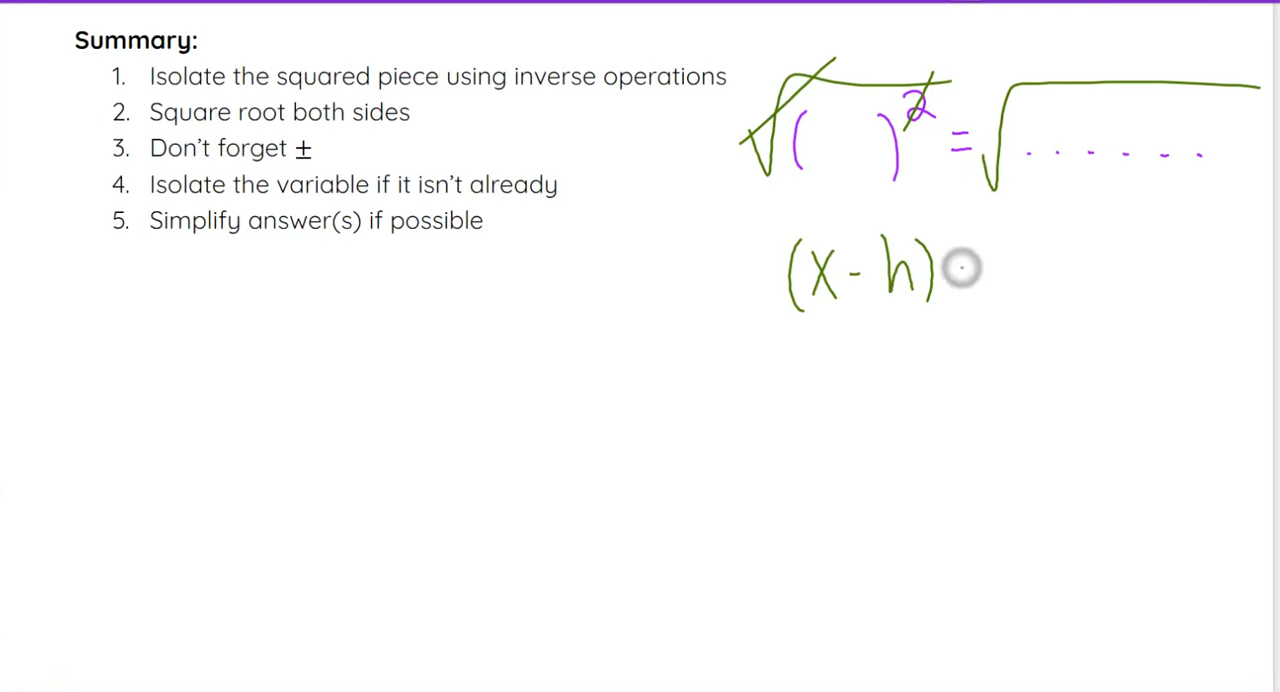 Summary:
1. Isolate the squared piece using inverse operations
2. Square root both sides
3. Don't forget ±
4. Isolate the variable if it isn't already
5. Simplify answer(s) if possible
√( )² = √......
(x - h)